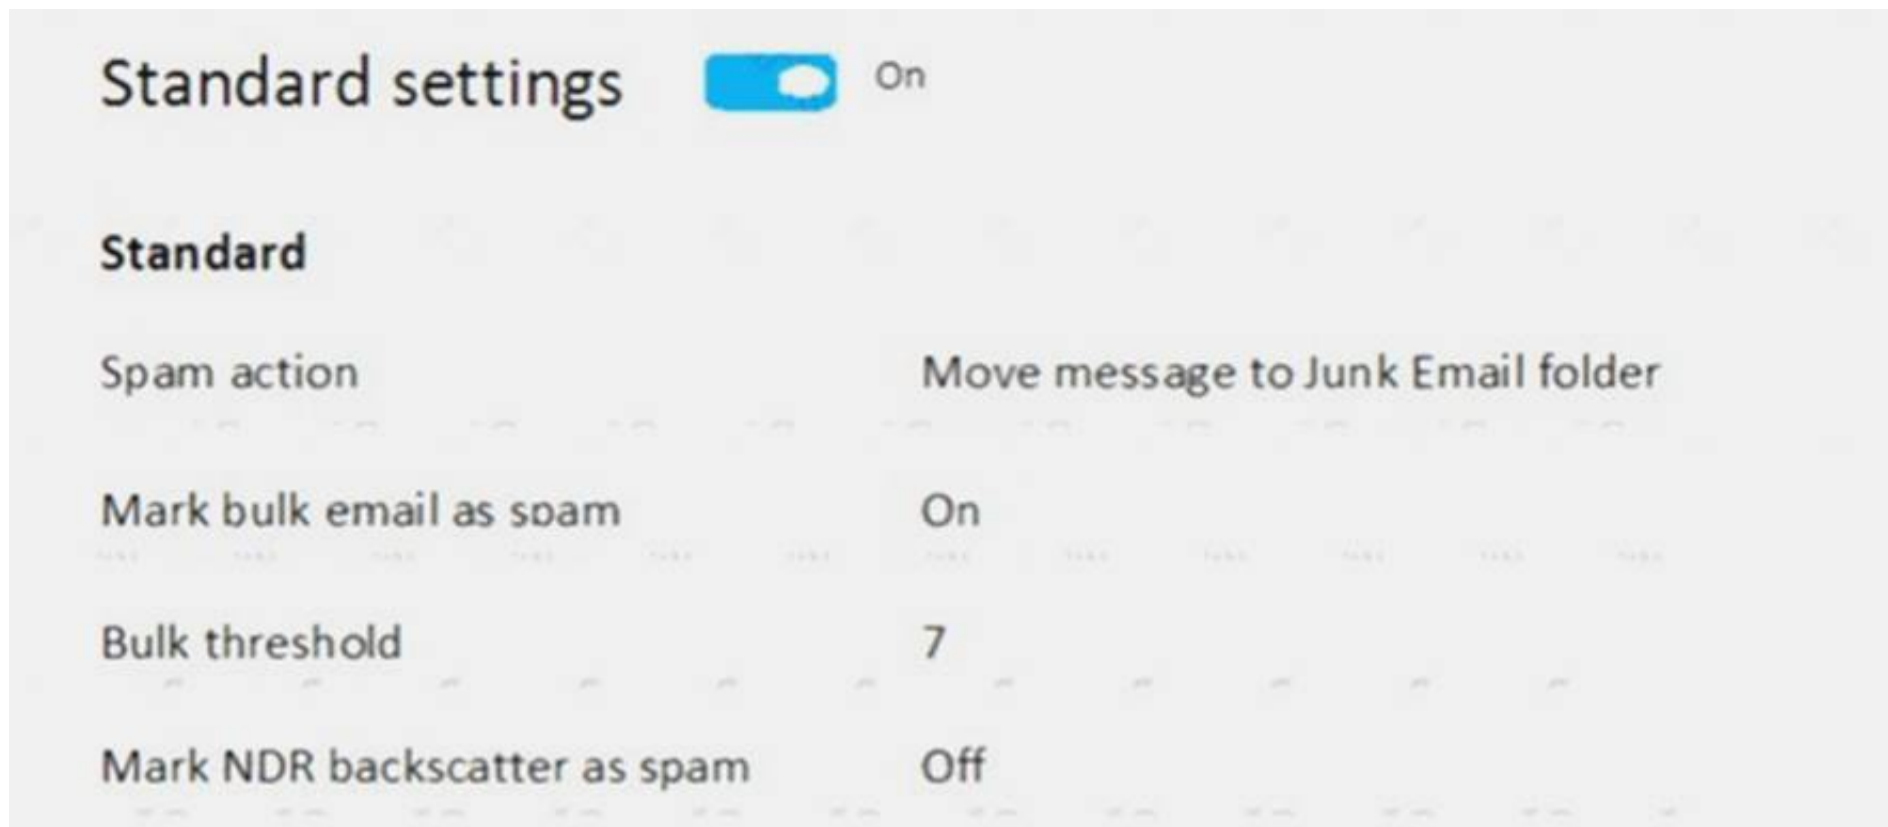 Standard settings On
Standard
Spam action Move message to Junk Email folder
Mark bulk email as spam On
Bulk threshold 7
Mark NDR backscatter as spam Off